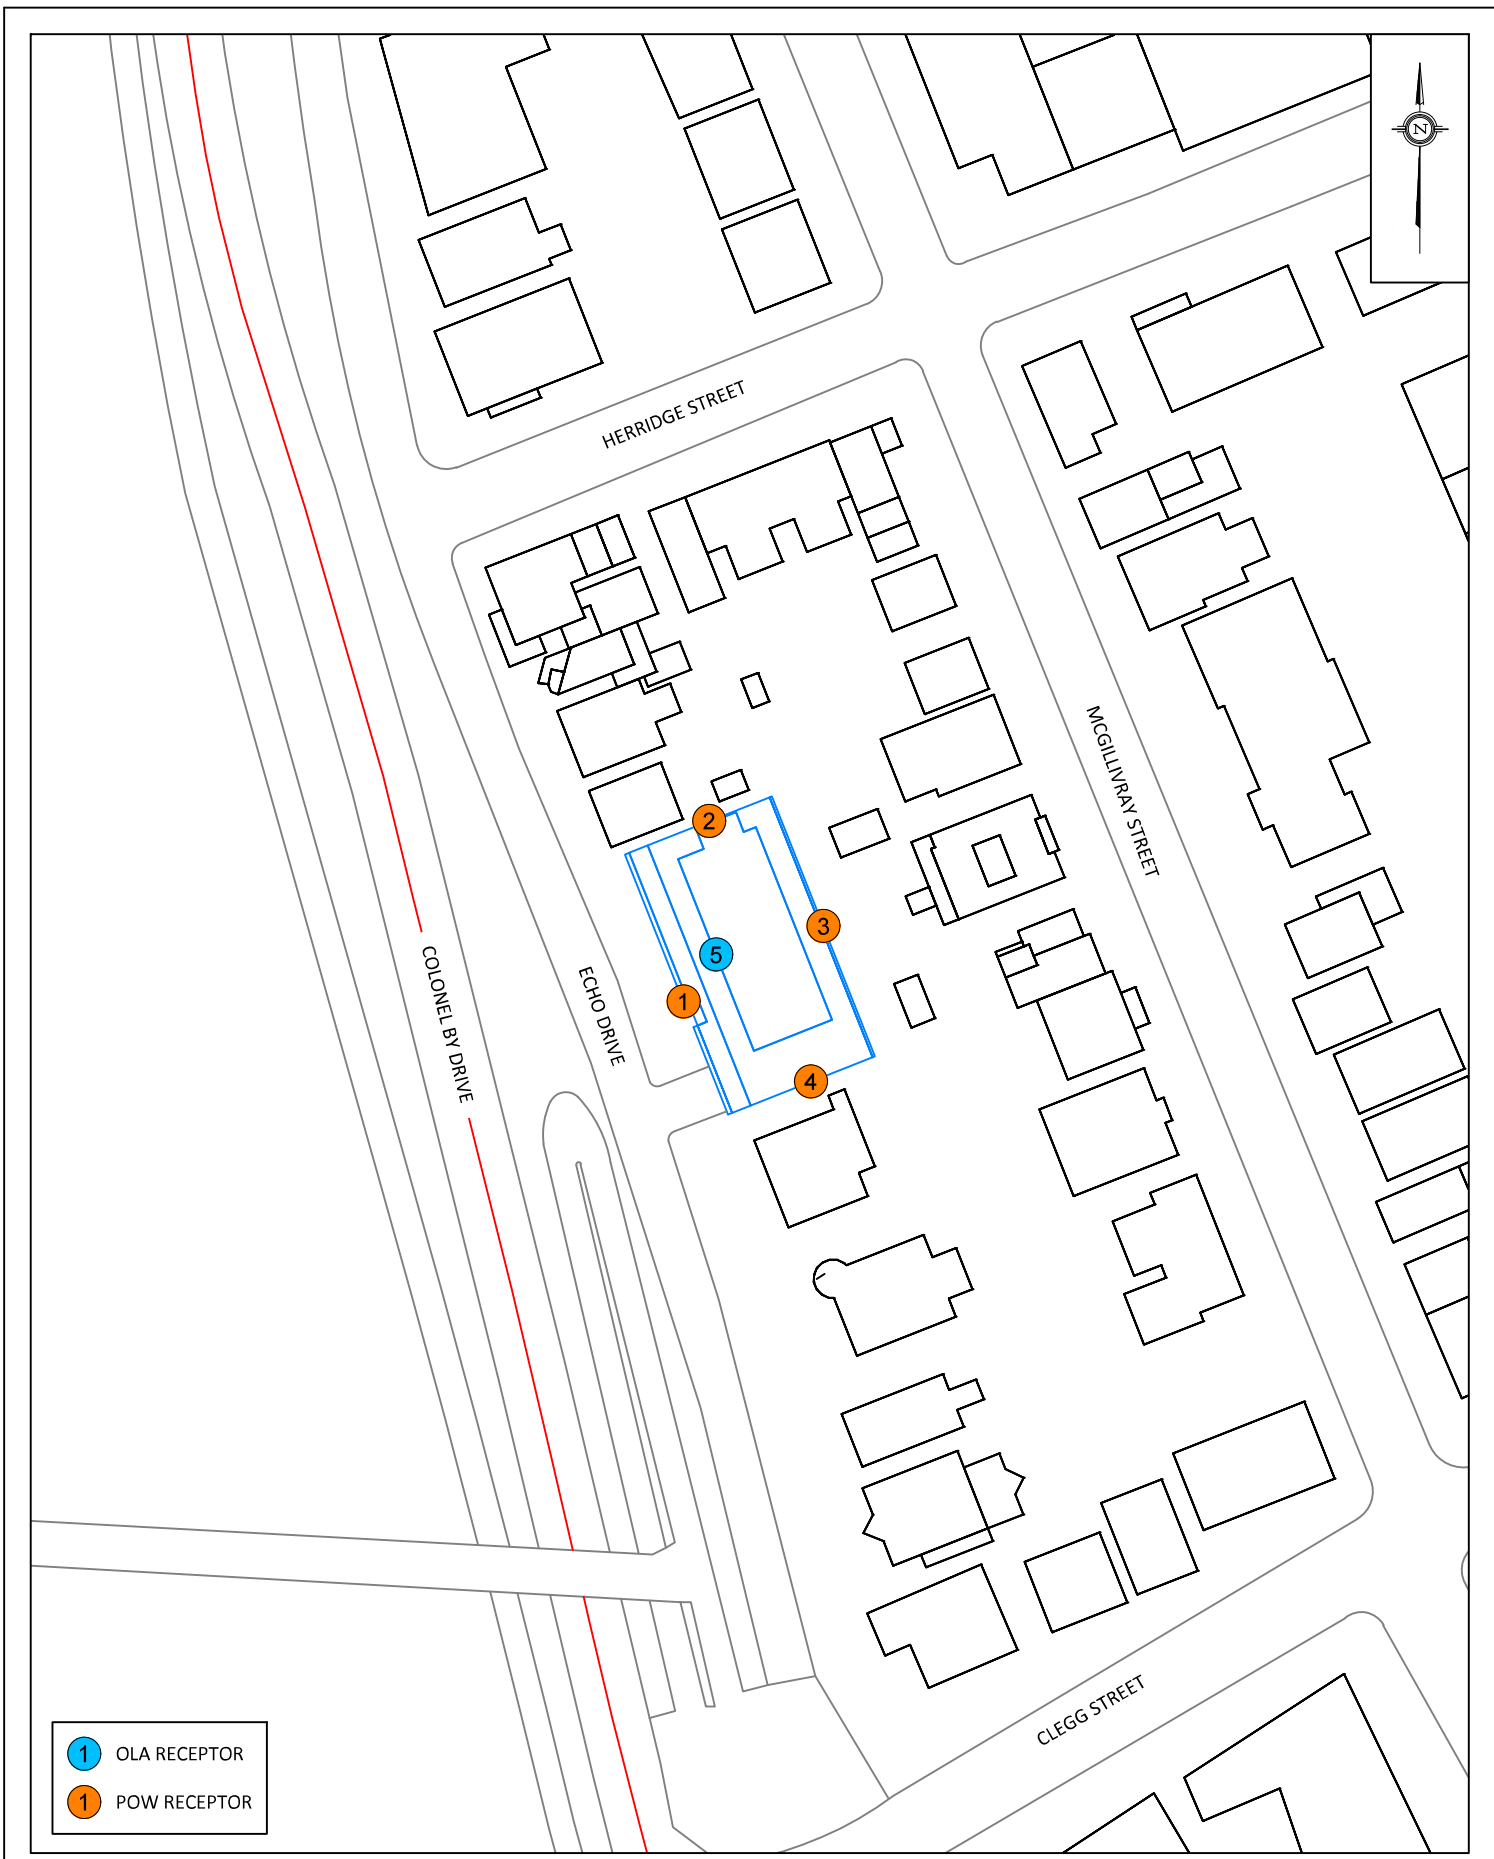 N
HERRIDGE STREET
MCGILLIVRAY STREET
2
3
5
1
COLONEL BY DRIVE
ECHO DRIVE
4
CLEGG STREET
1 OLA RECEPTOR
1 POW RECEPTOR